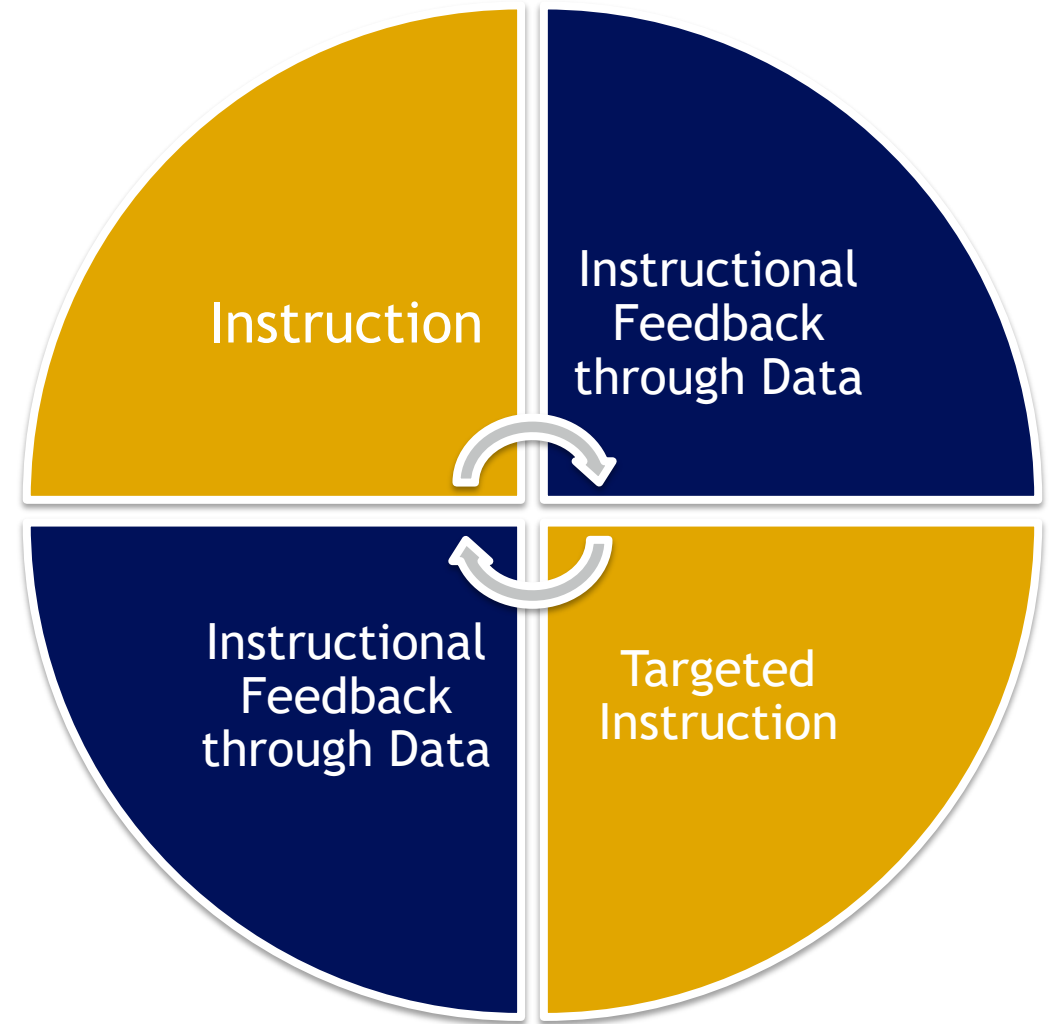 Instruction
Instructional
Feedback
through Data
Instructional
Feedback
through Data
Targeted
Instruction